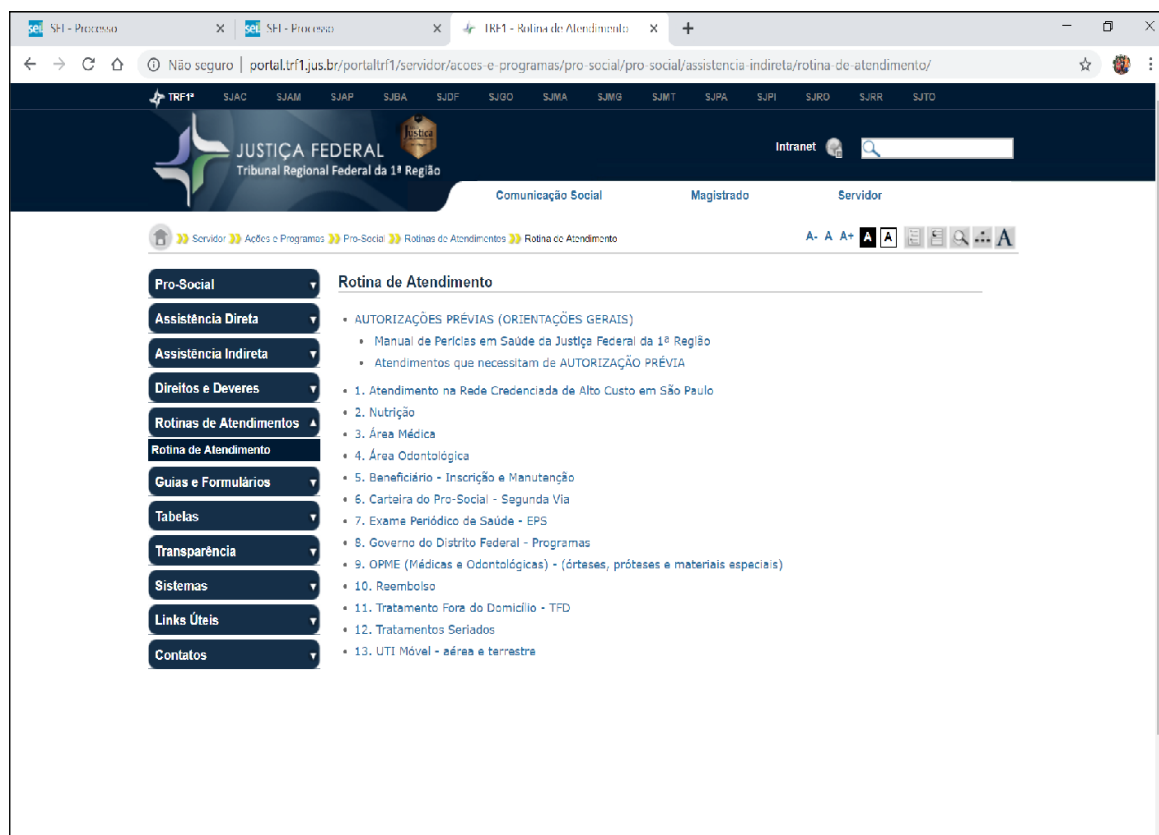 SEI - Processo
SEI - Processo
TRF1 - Rotina de Atendimento
Não seguro | portal.trf1.jus.br/portaltrf1/servidor/acoes-e-programas/pro-social/pro-social/assistencia-indireta/rotina-de-atendimento/
TRF1ª SJAC SJAM SJAP SJBA SJDF SJGO SJMA SJMG SJMT SJPA SJPI SJRO SJRR SJTO
Justiça
JUSTIÇA FEDERAL
Tribunal Regional Federal da 1ª Região
Intranet
Comunicação Social Magistrado Servidor
Servidor Ações e Programas Pro-Social Rotinas de Atendimentos Rotina de Atendimento
A- A A+ A A A
Pro-Social
Assistência Direta
Assistência Indireta
Direitos e Deveres
Rotinas de Atendimentos
Rotina de Atendimento
Guias e Formulários
Tabelas
Transparência
Sistemas
Links Úteis
Contatos
Rotina de Atendimento
• AUTORIZAÇÕES PRÉVIAS (ORIENTAÇÕES GERAIS)
• Manual de Perícias em Saúde da Justiça Federal da 1ª Região
• Atendimentos que necessitam de AUTORIZAÇÃO PRÉVIA
• 1. Atendimento na Rede Credenciada de Alto Custo em São Paulo
• 2. Nutrição
• 3. Área Médica
• 4. Área Odontológica
• 5. Beneficiário - Inscrição e Manutenção
• 6. Carteira do Pro-Social - Segunda Via
• 7. Exame Periódico de Saúde - EPS
• 8. Governo do Distrito Federal - Programas
• 9. OPME (Médicas e Odontológicas) - (órteses, próteses e materiais especiais)
• 10. Reembolso
• 11. Tratamento Fora do Domicílio - TFD
• 12. Tratamentos Seriados
• 13. UTI Móvel - aérea e terrestre